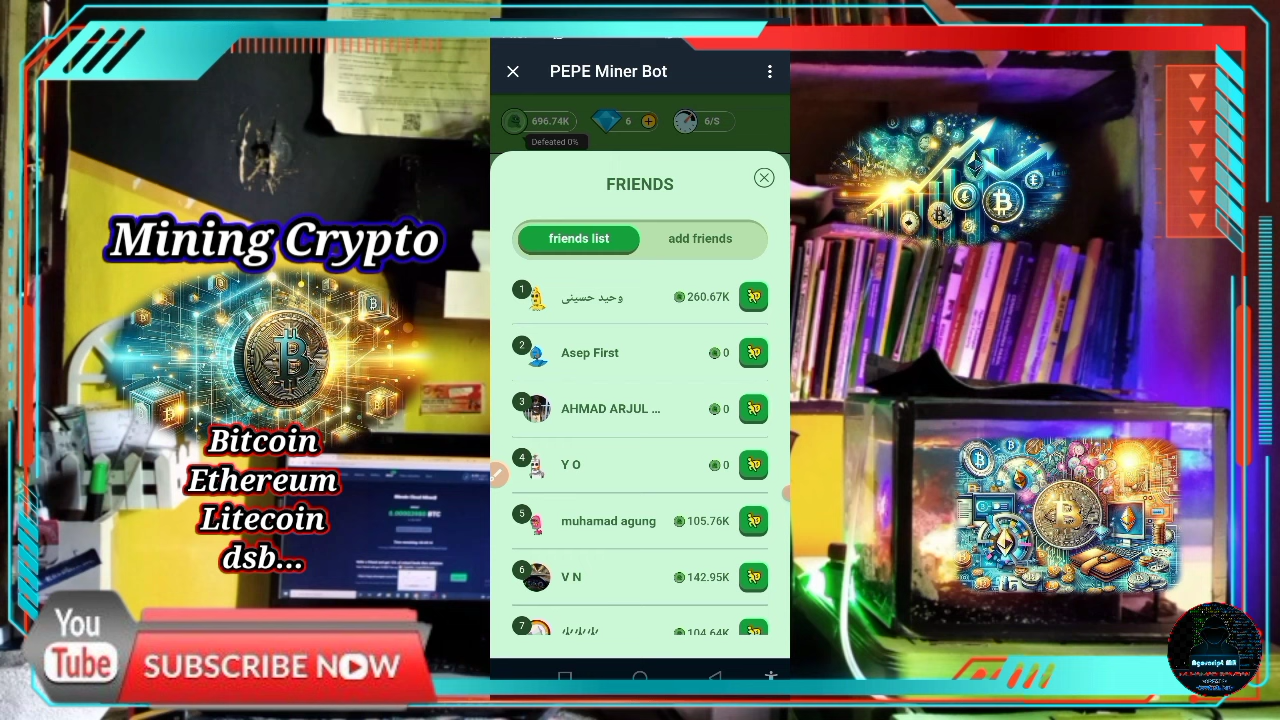 PEPE Miner Bot
696.74K
6
6/S
Defeated 0%
FRIENDS
friends list
add friends
1
وحید حسینی
260.67K
2
Asep First
0
3
AHMAD ARJUL ...
0
4
Y O
0
5
muhamad agung
105.76K
6
V N
142.95K
7
104.64K
Mining Crypto
Bitcoin
Ethereum
Litecoin
dsb...
You
Tube
SUBSCRIBE NOW